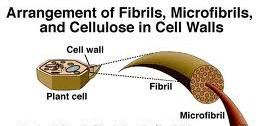 Arrangement of Fibrils, Microfibrils,
and Cellulose in Cell Walls
Cell wall
Plant cell
Fibril
Microfibril